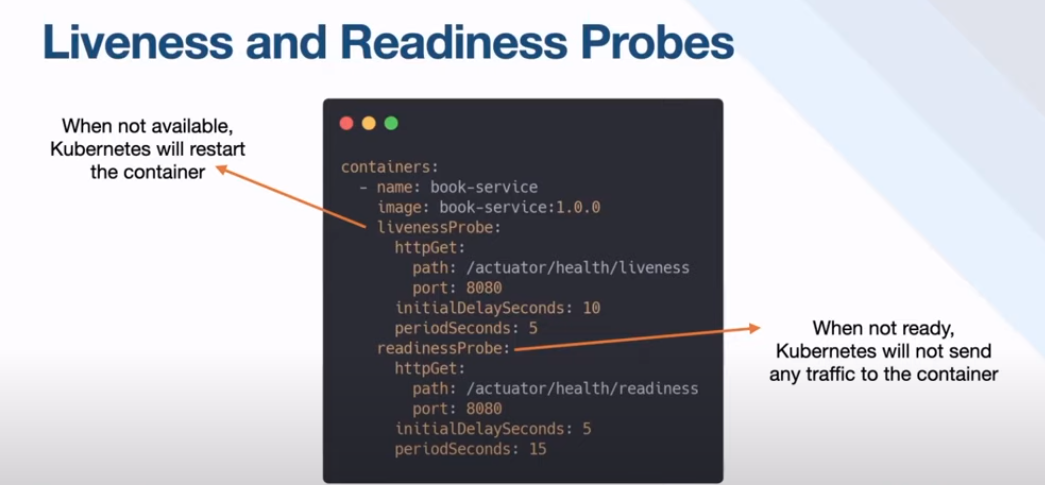 Liveness and Readiness Probes
When not available,
Kubernetes will restart
the container
containers:
- name: book-service
image: book-service:1.0.0
livenessProbe:
httpGet:
path: /actuator/health/liveness
port: 8080
initialDelaySeconds: 10
periodSeconds: 5
readinessProbe:
httpGet:
path: /actuator/health/readiness
port: 8080
initialDelaySeconds: 5
periodSeconds: 15
When not ready,
Kubernetes will not send
any traffic to the container